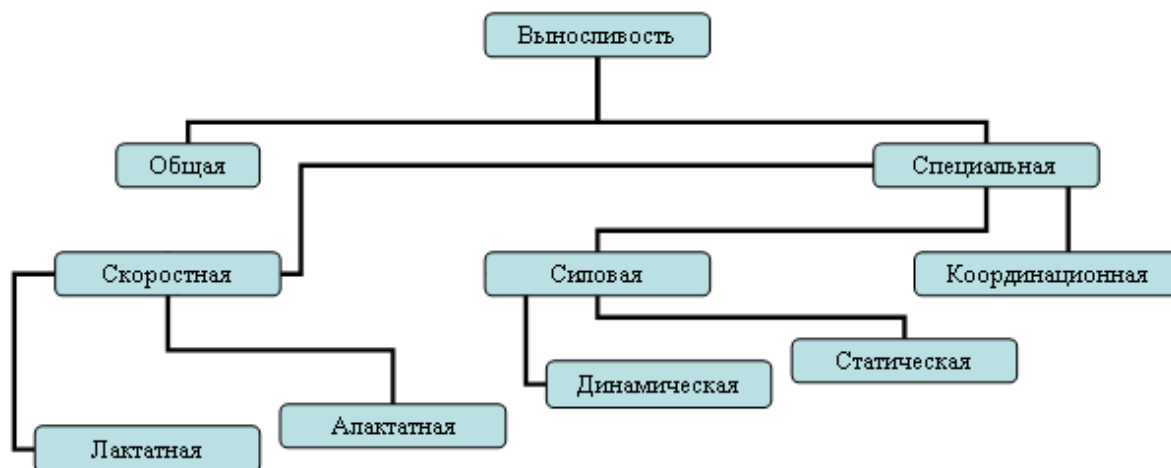 Выносливость
Общая
Специальная
Скоростная
Силовая
Координационная
Статическая
Динамическая
Алактатная
Лактатная